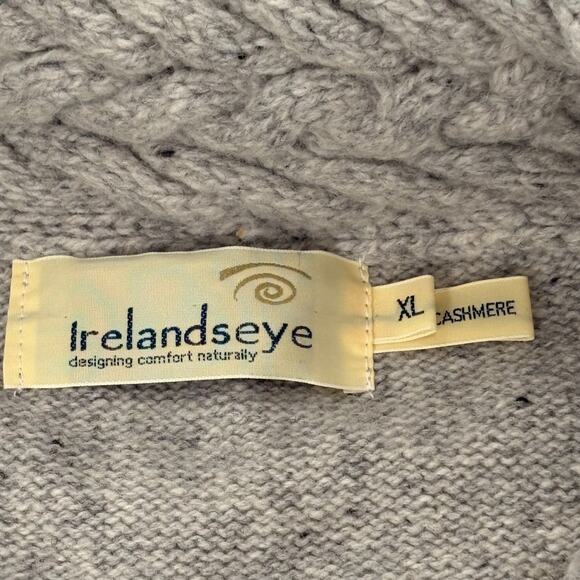 Irelandseye
designing comfort naturally
XL
CASHMERE